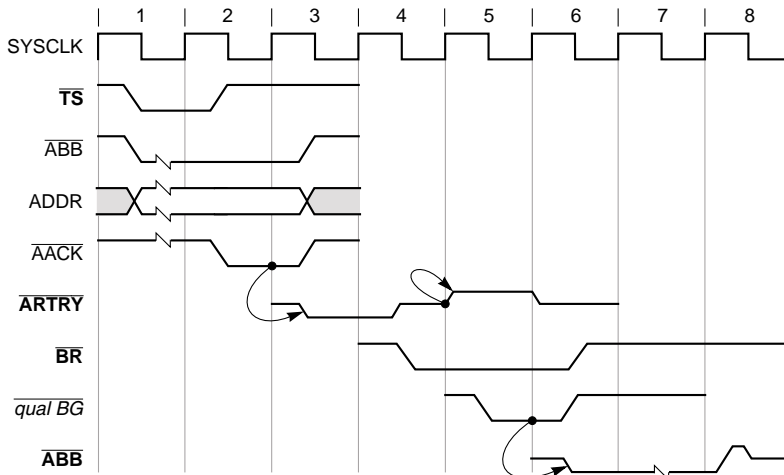 1 2 3 4 5 6 7 8
SYSCLK
TS
ABB
ADDR
AACK
ARTRY
BR
qual BG
ABB